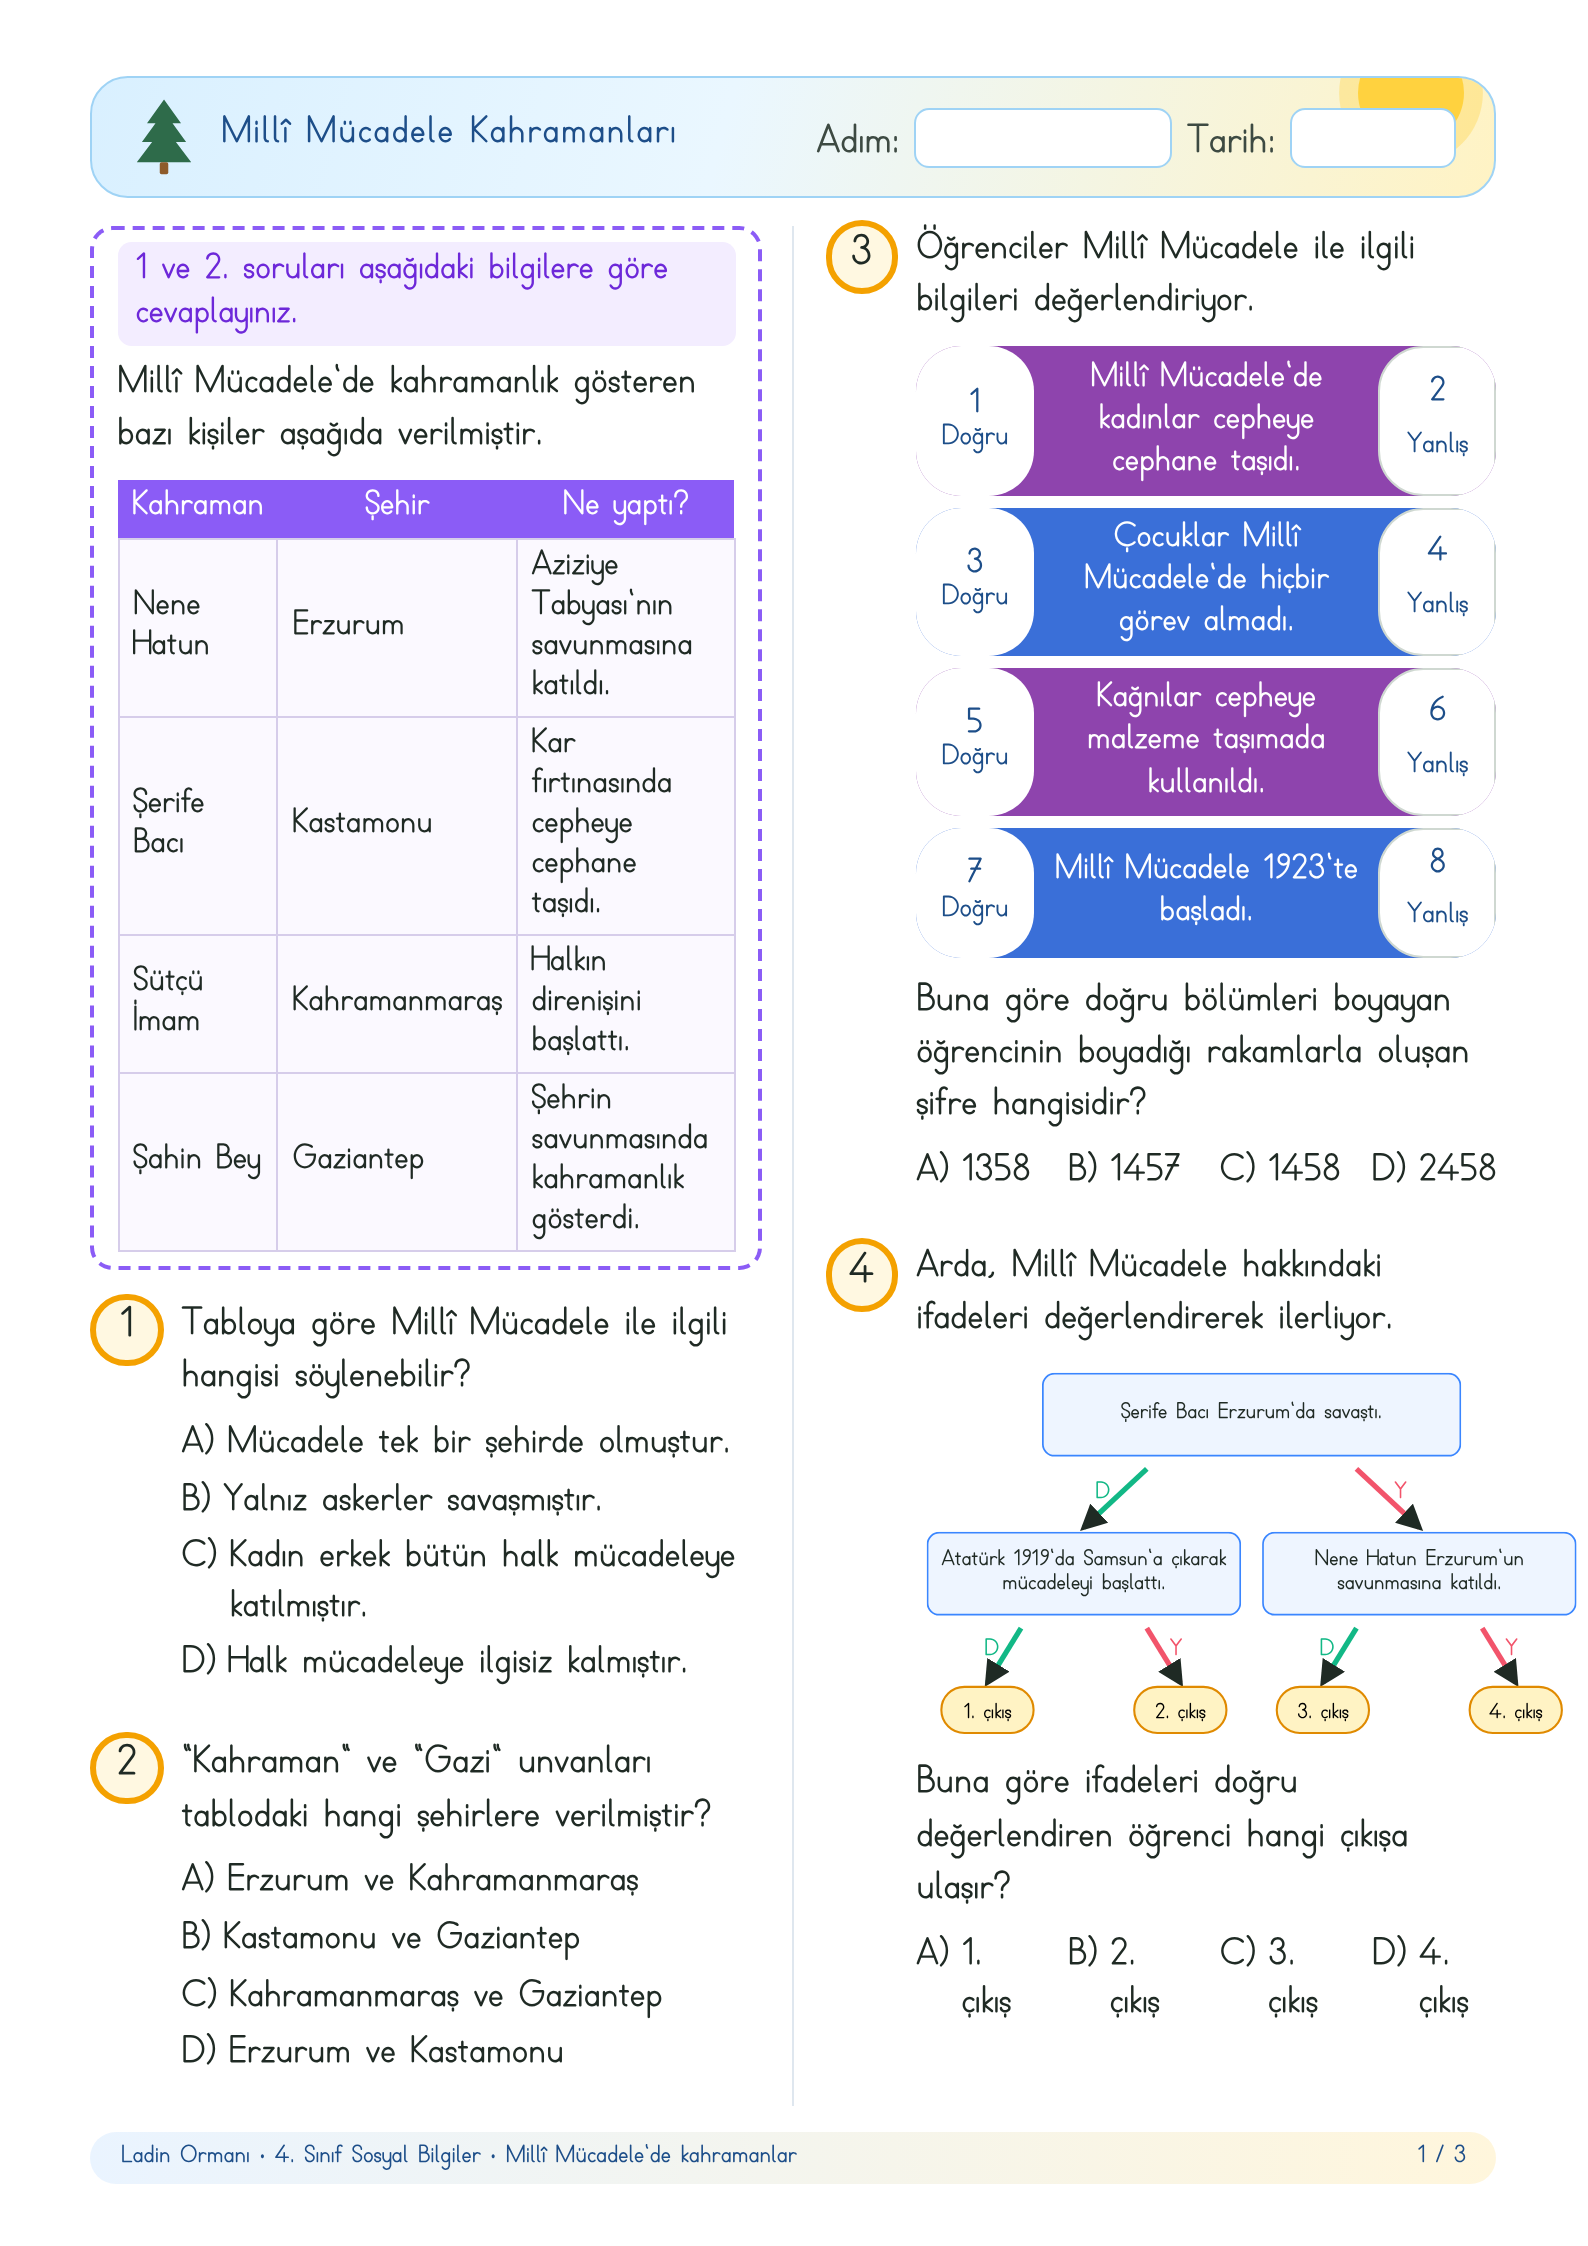 Millî Mücadele Kahramanları
Adım:
Tarih:
1 ve 2. soruları aşağıdaki bilgilere göre
cevaplayınız.
Millî Mücadele'de kahramanlık gösteren
bazı kişiler aşağıda verilmiştir.
Kahraman Şehir Ne yaptı?
Nene
Hatun
Erzurum
Aziziye
Tabyası'nın
savunmasına
katıldı.
Şerife
Bacı
Kastamonu
Kar
fırtınasında
cepheye
cephane
taşıdı.
Sütçü
İmam
Kahramanmaraş
Halkın
direnişini
başlattı.
Şahin Bey
Gaziantep
Şehrin
savunmasında
kahramanlık
gösterdi.
1
Tabloya göre Millî Mücadele ile ilgili
hangisi söylenebilir?
A) Mücadele tek bir şehirde olmuştur.
B) Yalnız askerler savaşmıştır.
C) Kadın erkek bütün halk mücadeleye
katılmıştır.
D) Halk mücadeleye ilgisiz kalmıştır.
2
"Kahraman" ve "Gazi" unvanları
tablodaki hangi şehirlere verilmiştir?
A) Erzurum ve Kahramanmaraş
B) Kastamonu ve Gaziantep
C) Kahramanmaraş ve Gaziantep
D) Erzurum ve Kastamonu
3
Öğrenciler Millî Mücadele ile ilgili
bilgileri değerlendiriyor.
1
Doğru
Millî Mücadele'de
kadınlar cepheye
cephane taşıdı.
2
Yanlış
3
Doğru
Çocuklar Millî
Mücadele'de hiçbir
görev almadı.
4
Yanlış
5
Doğru
Kağnılar cepheye
malzeme taşımada
kullanıldı.
6
Yanlış
7
Doğru
Millî Mücadele 1923'te
başladı.
8
Yanlış
Buna göre doğru bölümleri boyayan
öğrencinin boyadığı rakamlarla oluşan
şifre hangisidir?
A) 1358 B) 1457 C) 1458 D) 2458
4
Arda, Millî Mücadele hakkındaki
ifadeleri değerlendirerek ilerliyor.
Şerife Bacı Erzurum'da savaştı.
D Y
Atatürk 1919'da Samsun'a çıkarak
mücadeleyi başlattı.
Nene Hatun Erzurum'un
savunmasına katıldı.
D Y D Y
1. çıkış 2. çıkış 3. çıkış 4. çıkış
Buna göre ifadeleri doğru
değerlendiren öğrenci hangi çıkışa
ulaşır?
A) 1. çıkış
B) 2. çıkış
C) 3. çıkış
D) 4. çıkış
Ladin Ormanı • 4. Sınıf Sosyal Bilgiler • Millî Mücadele'de kahramanlar
1 / 3